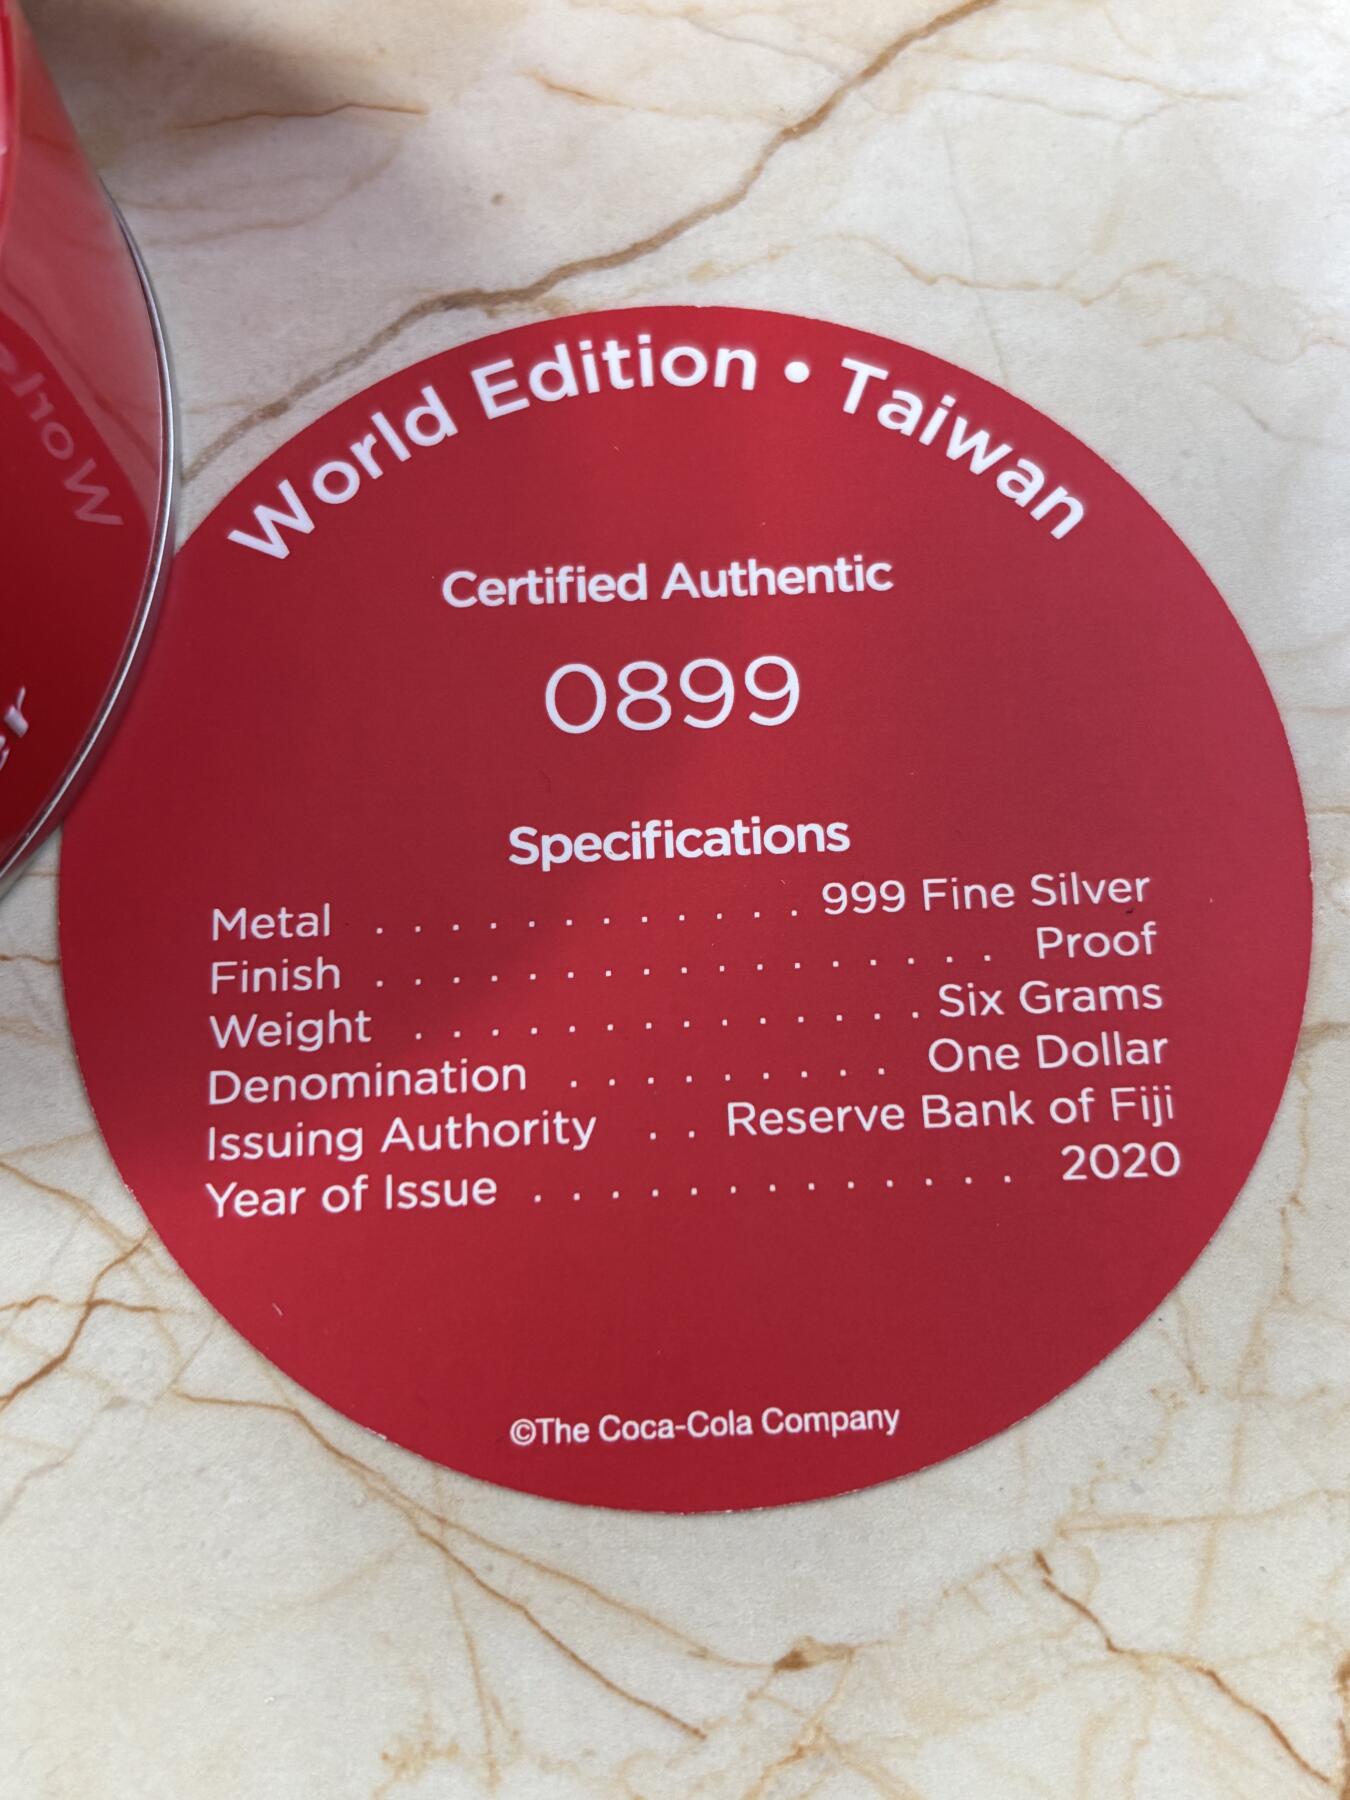 World Edition • Taiwan
Certified Authentic
0899
Specifications
Metal . . . . . . . . . . . . 999 Fine Silver
Finish . . . . . . . . . . . . . . . . . Proof
Weight . . . . . . . . . . . . . . Six Grams
Denomination . . . . . . . . . One Dollar
Issuing Authority . . Reserve Bank of Fiji
Year of Issue . . . . . . . . . . . . . 2020
©The Coca-Cola Company